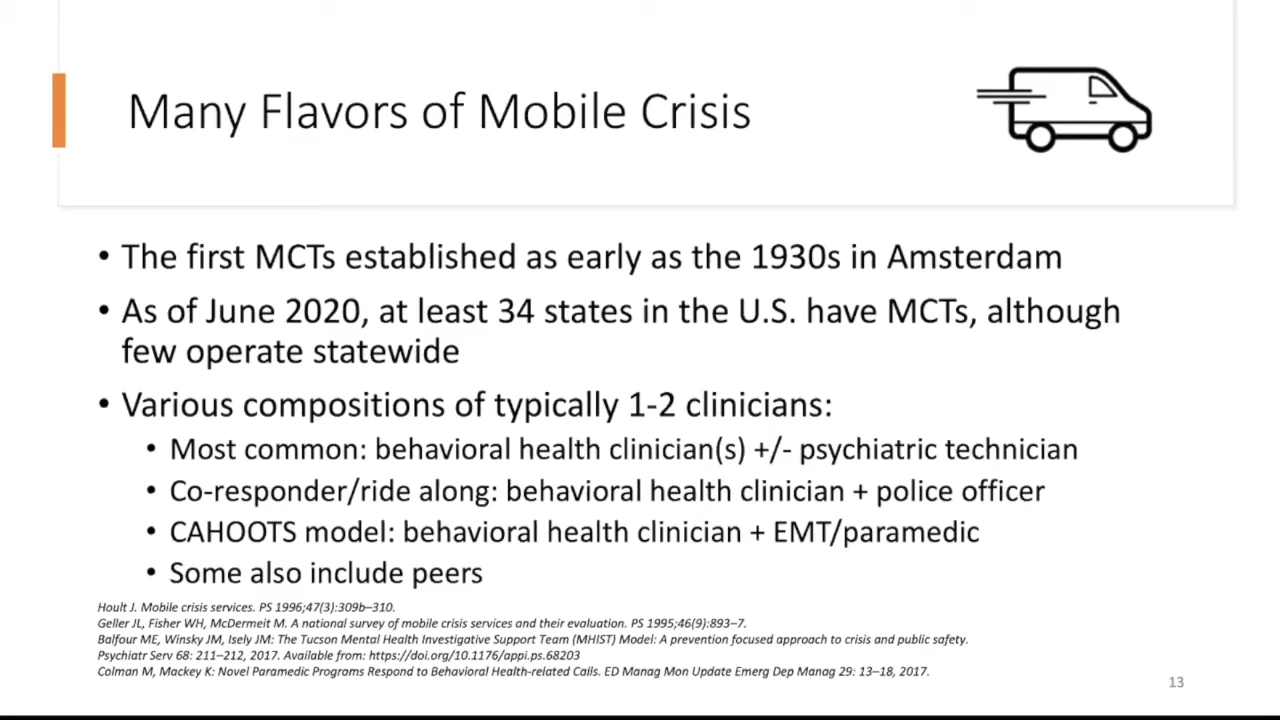 Many Flavors of Mobile Crisis
• The first MCTs established as early as the 1930s in Amsterdam
• As of June 2020, at least 34 states in the U.S. have MCTs, although
few operate statewide
• Various compositions of typically 1-2 clinicians:
• Most common: behavioral health clinician(s) +/- psychiatric technician
• Co-responder/ride along: behavioral health clinician + police officer
• CAHOOTS model: behavioral health clinician + EMT/paramedic
• Some also include peers
Hoult J. Mobile crisis services. PS 1996;47(3):309b–310.
Geller JL, Fisher WH, McDermeit M. A national survey of mobile crisis services and their evaluation. PS 1995;46(9):893–7.
Balfour ME, Winsky JM, Isely JM: The Tucson Mental Health Investigative Support Team (MHIST) Model: A prevention focused approach to crisis and public safety.
Psychiatr Serv 68: 211–212, 2017. Available from: https://doi.org/10.1176/appi.ps.68203
Colman M, Mackey K: Novel Paramedic Programs Respond to Behavioral Health-related Calls. ED Manag Mon Update Emerg Dep Manag 29: 13–18, 2017.
13